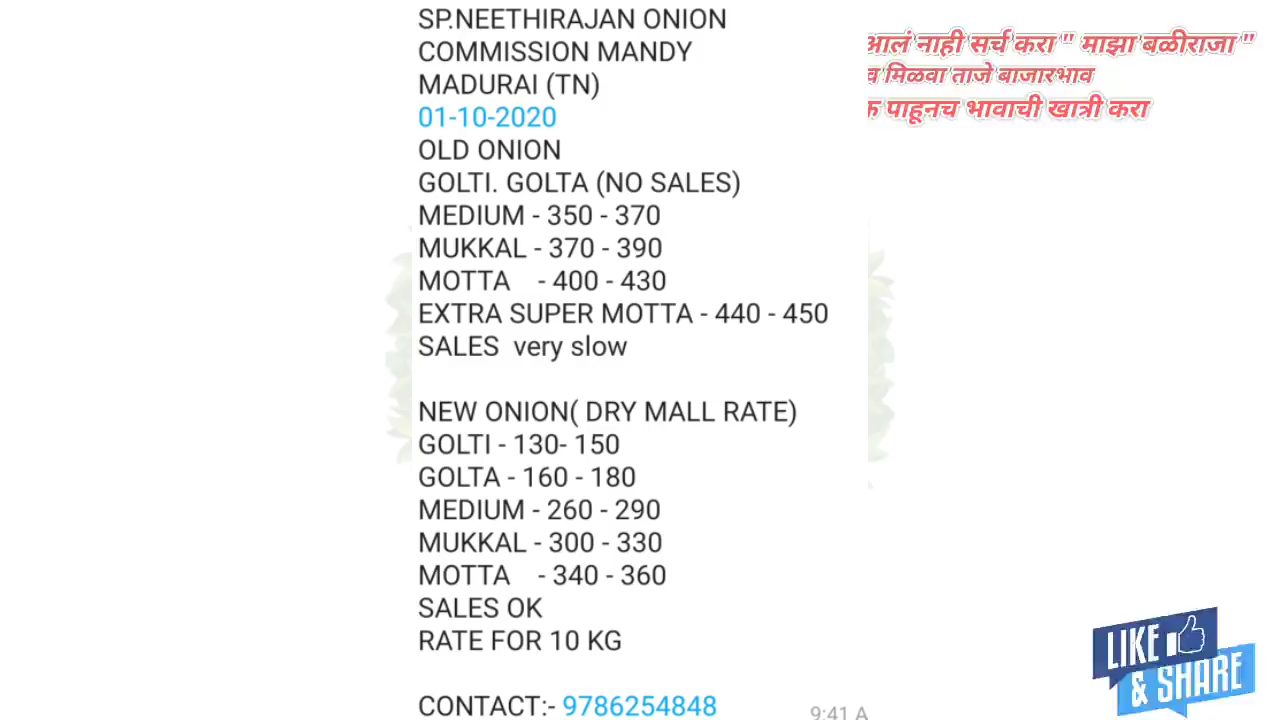 SP.NEETHIRAJAN ONION
COMMISSION MANDY
MADURAI (TN)
01-10-2020
OLD ONION
GOLTI. GOLTA (NO SALES)
MEDIUM - 350 - 370
MUKKAL - 370 - 390
MOTTA - 400 - 430
EXTRA SUPER MOTTA - 440 - 450
SALES very slow
NEW ONION( DRY MALL RATE)
GOLTI - 130- 150
GOLTA - 160 - 180
MEDIUM - 260 - 290
MUKKAL - 300 - 330
MOTTA - 340 - 360
SALES OK
RATE FOR 10 KG
CONTACT:- 9786254848
9:41 A
आलं नाही सर्च करा " माझा बळीराजा "
मिळवा ताजे बाजारभाव
पाहूनच भावाची खात्री करा
LIKE
& SHARE